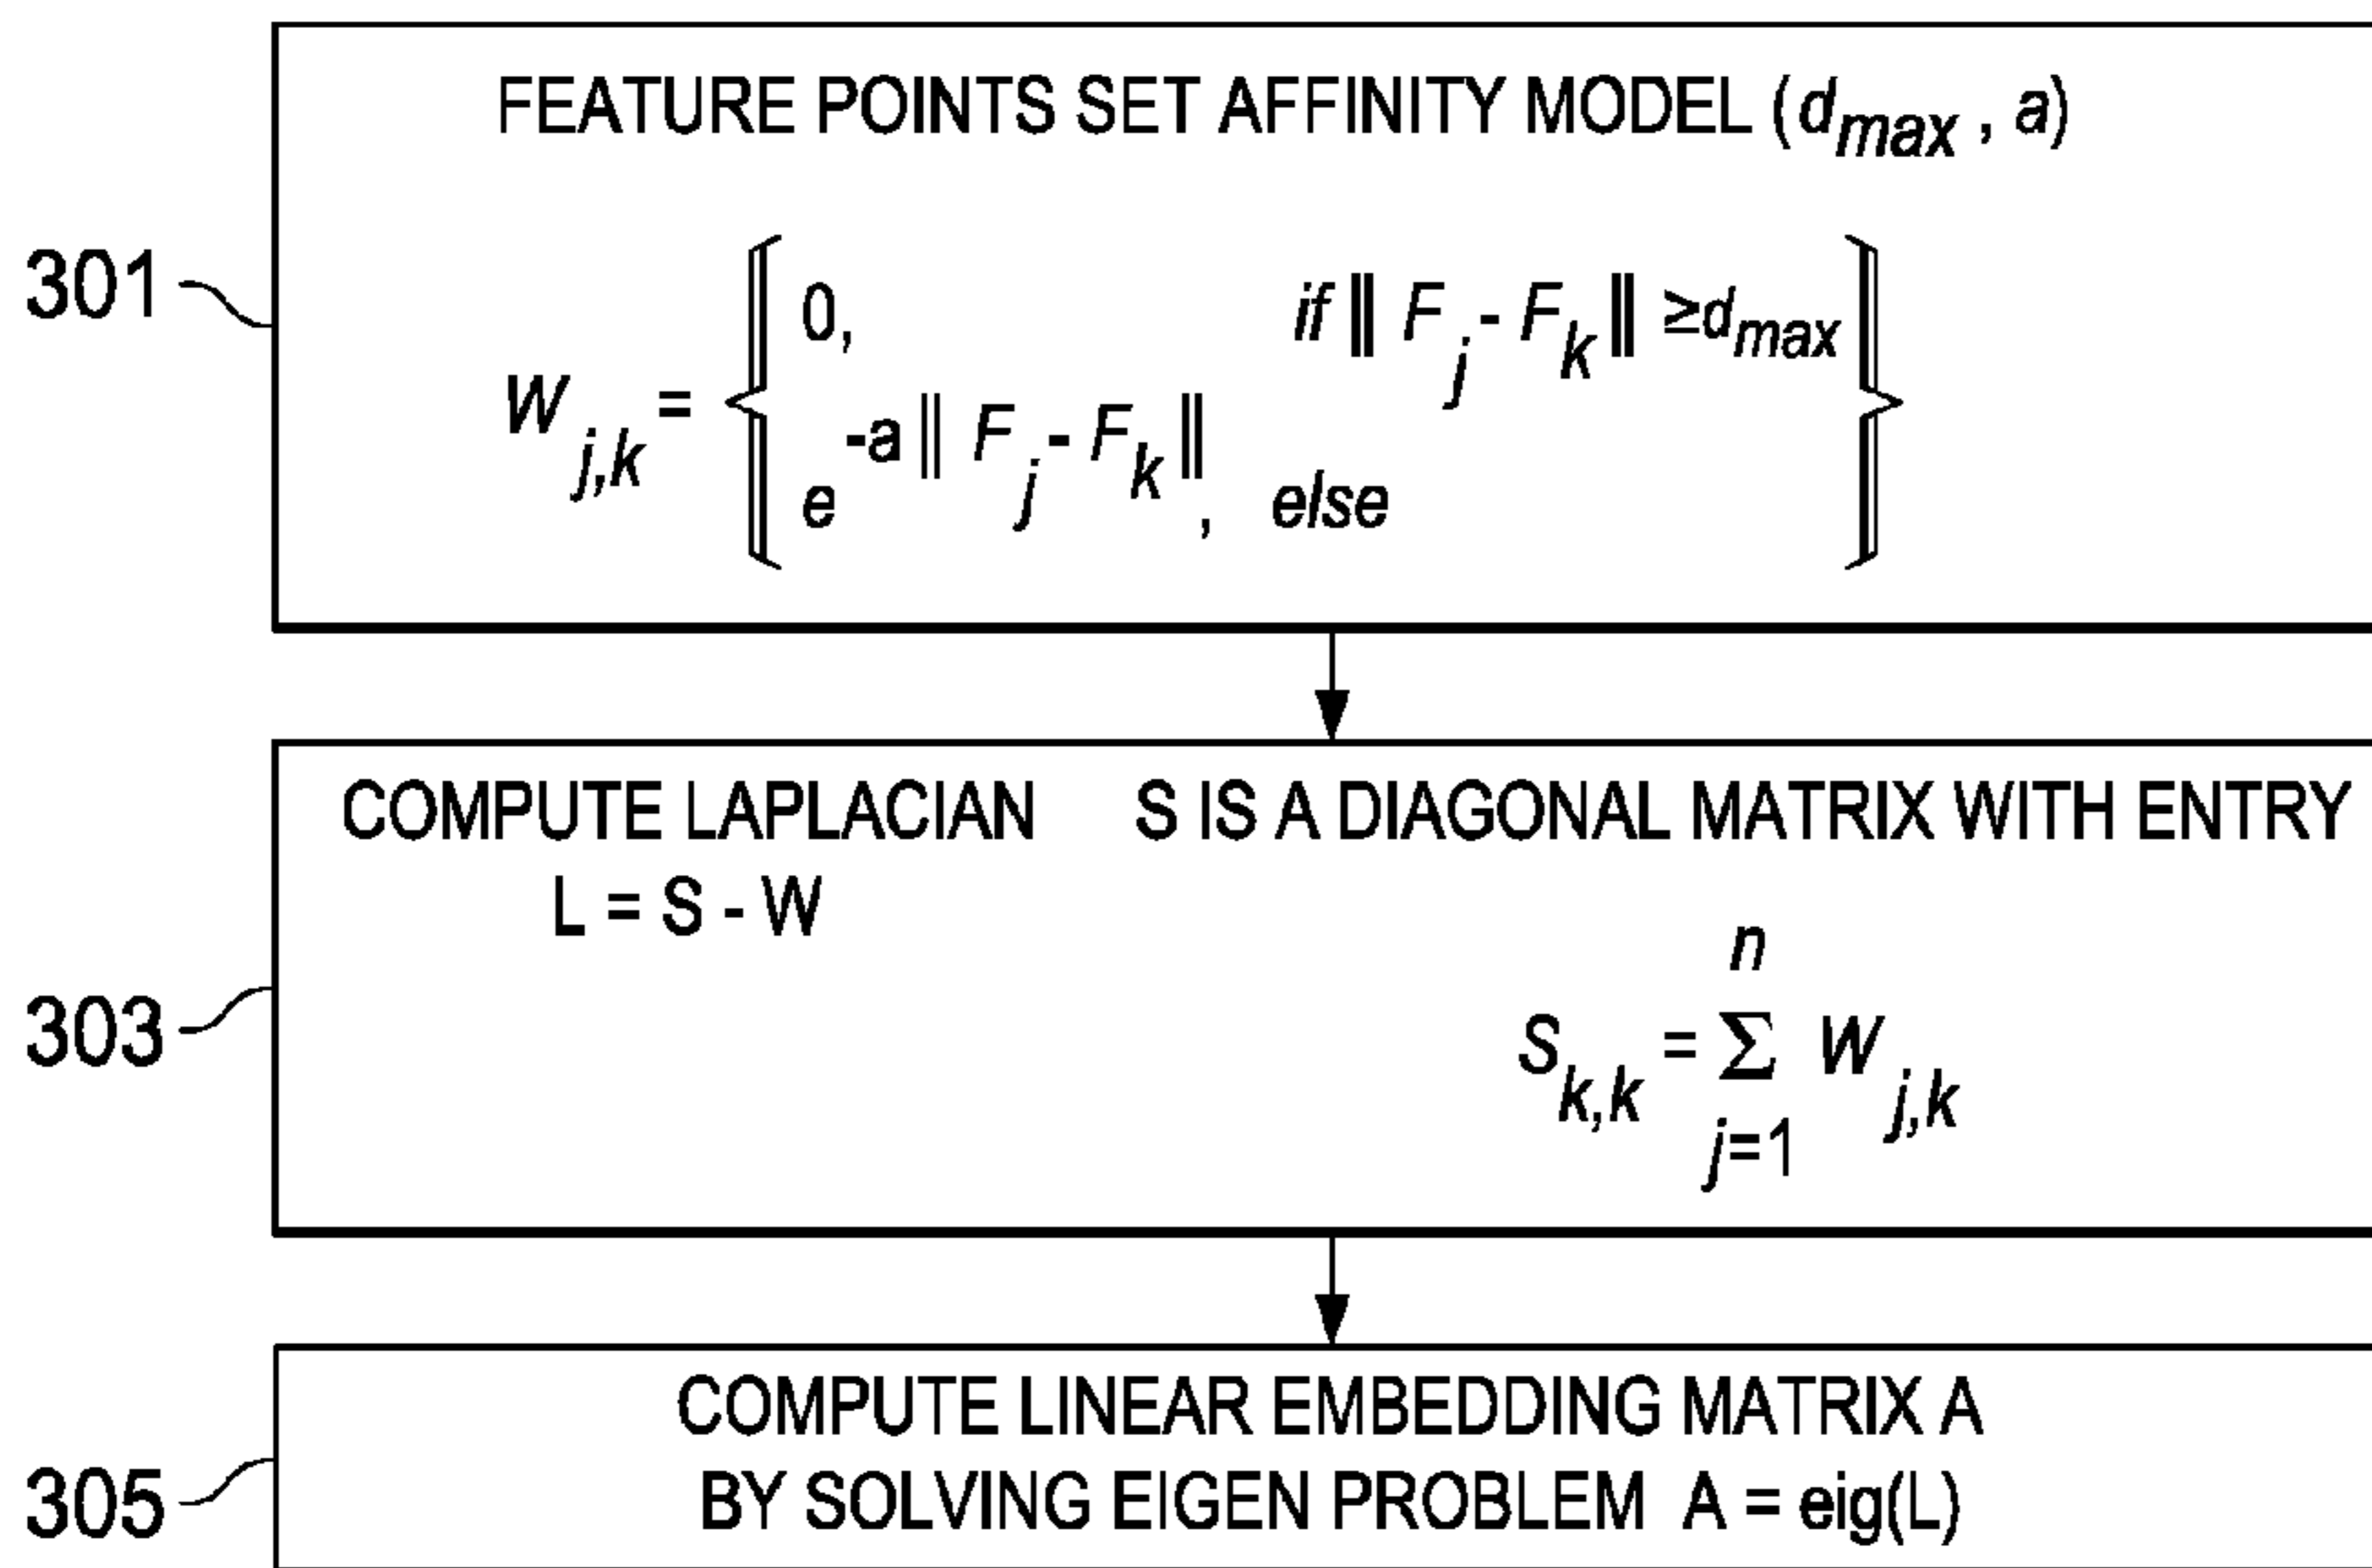 FEATURE POINTS SET AFFINITY MODEL (d_max , a)
301
W_j,k = { 0, if || F_j - F_k || ≥d_max
e^-a || F_j - F_k || , else }
COMPUTE LAPLACIAN S IS A DIAGONAL MATRIX WITH ENTRY
L = S - W
303
S_k,k = n Σ j=1 W_j,k
COMPUTE LINEAR EMBEDDING MATRIX A
305
BY SOLVING EIGEN PROBLEM A = eig(L)